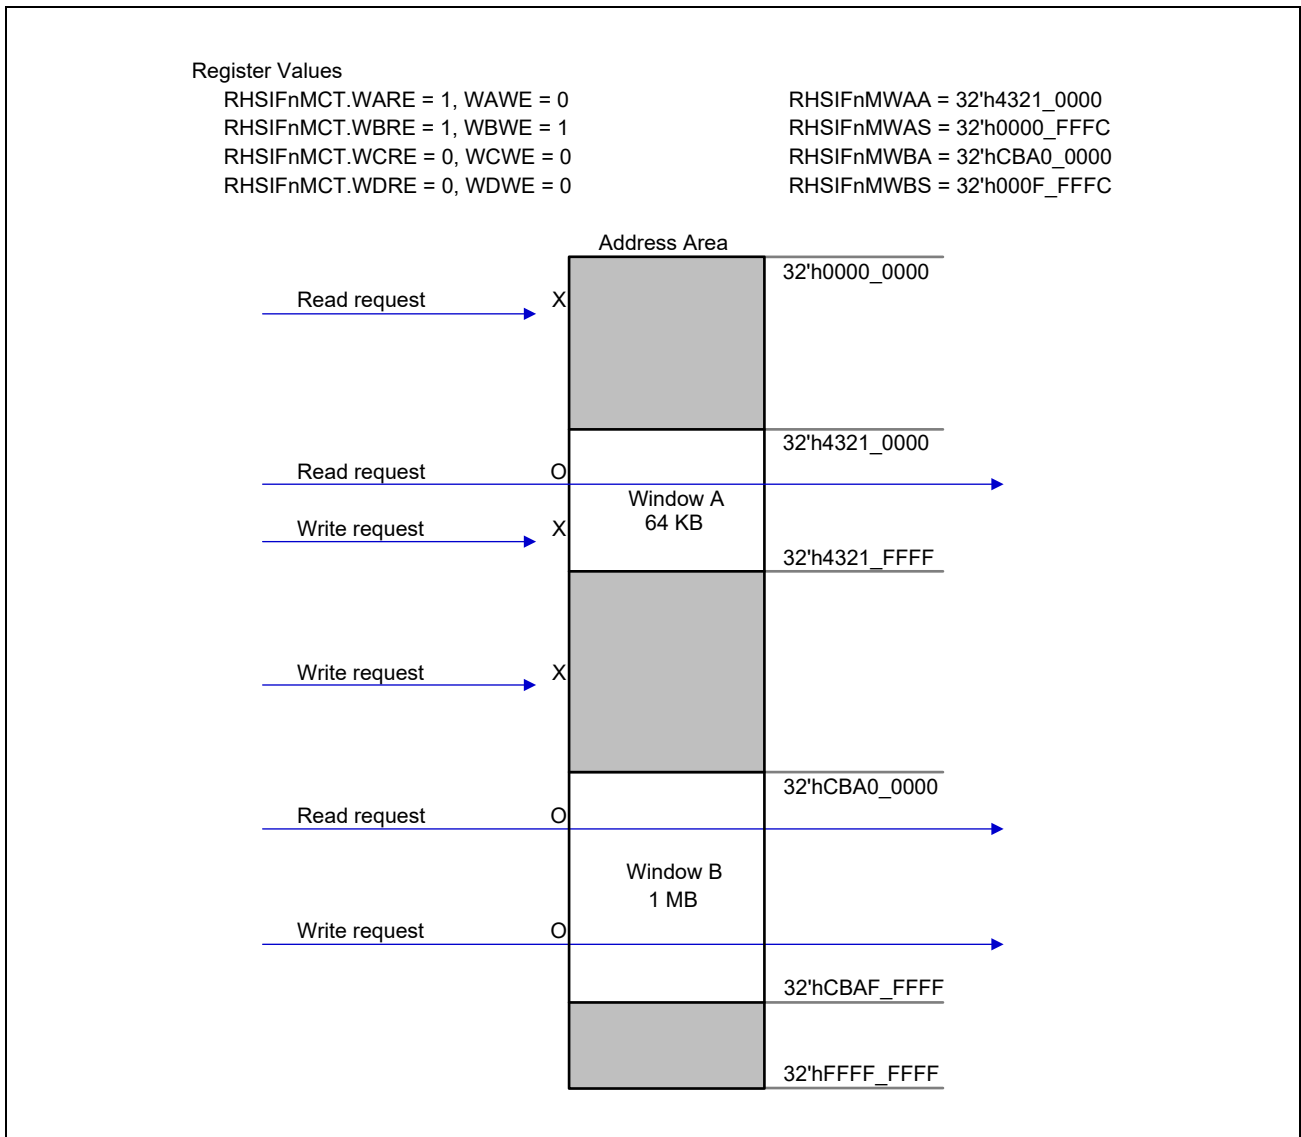 Register Values
RHSIFnMCT.WARE = 1, WAWE = 0
RHSIFnMCT.WBRE = 1, WBWE = 1
RHSIFnMCT.WCRE = 0, WCWE = 0
RHSIFnMCT.WDRE = 0, WDWE = 0
RHSIFnMWAA = 32'h4321_0000
RHSIFnMWAS = 32'h0000_FFFC
RHSIFnMWBA = 32'hCBA0_0000
RHSIFnMWBS = 32'h000F_FFFC
Address Area
32'h0000_0000
Read request X
32'h4321_0000
Read request O
Window A
64 KB
Write request X
32'h4321_FFFF
Write request X
32'hCBA0_0000
Read request O
Window B
1 MB
Write request O
32'hCBAF_FFFF
32'hFFFF_FFFF